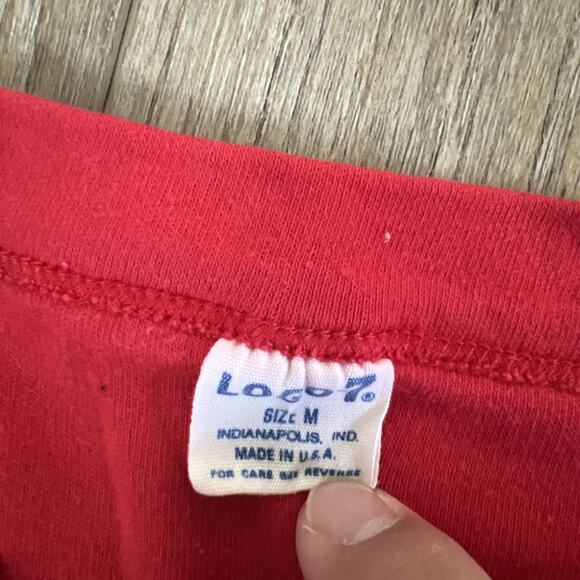 Logo 7®
SIZE M
INDIANAPOLIS, IND.
MADE IN U.S.A.
FOR CARE SEE REVERSE